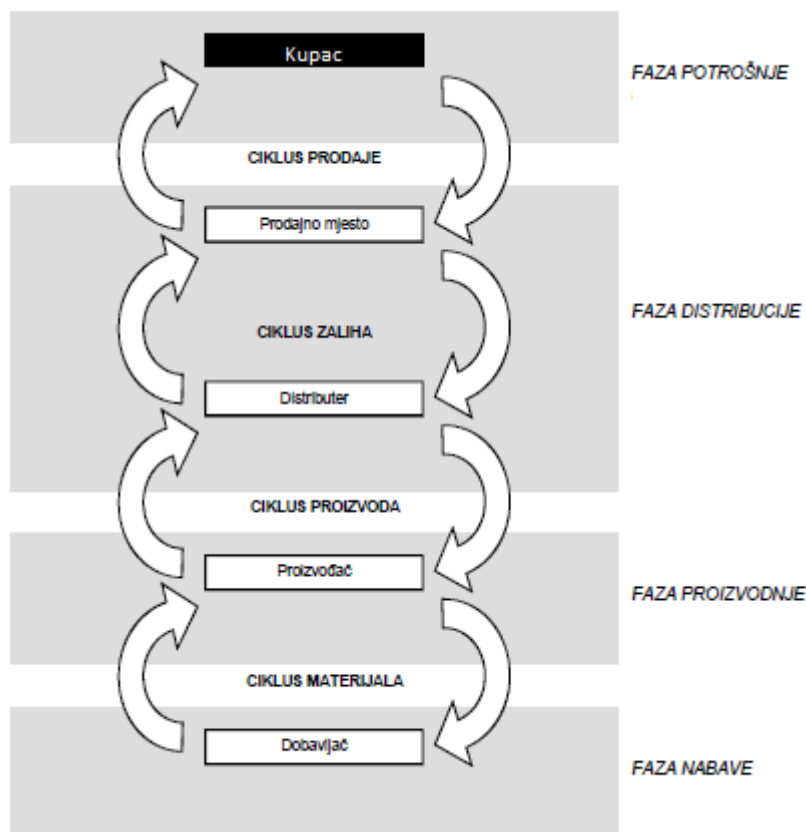 Kupac
FAZA POTROŠNJE
CIKLUS PRODAJE
Prodajno mjesto
FAZA DISTRIBUCIJE
CIKLUS ZALIHA
Distributer
CIKLUS PROIZVODA
Proizvođač
FAZA PROIZVODNJE
CIKLUS MATERIJALA
Dobavljač
FAZA NABAVE